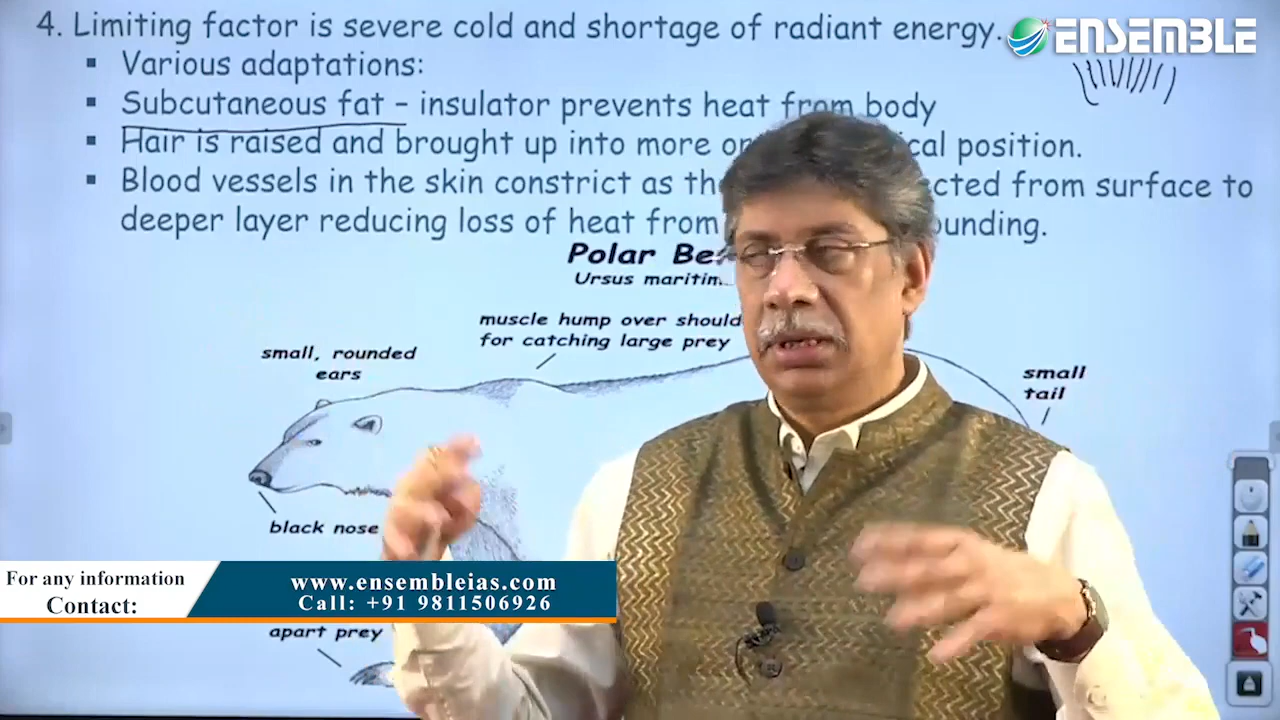 4. Limiting factor is severe cold and shortage of radiant energy.
ENSEMBLE
▪ Various adaptations:
▪ Subcutaneous fat – insulator prevents heat from body
▪ Hair is raised and brought up into more or cal position.
▪ Blood vessels in the skin constrict as the ected from surface to
deeper layer reducing loss of heat from ounding.
Polar Be
Ursus maritim
muscle hump over should
for catching large prey
small, rounded
ears
small
tail
black nose
For any information
Contact:
www.ensembleias.com
Call: +91 9811506926
apart prey